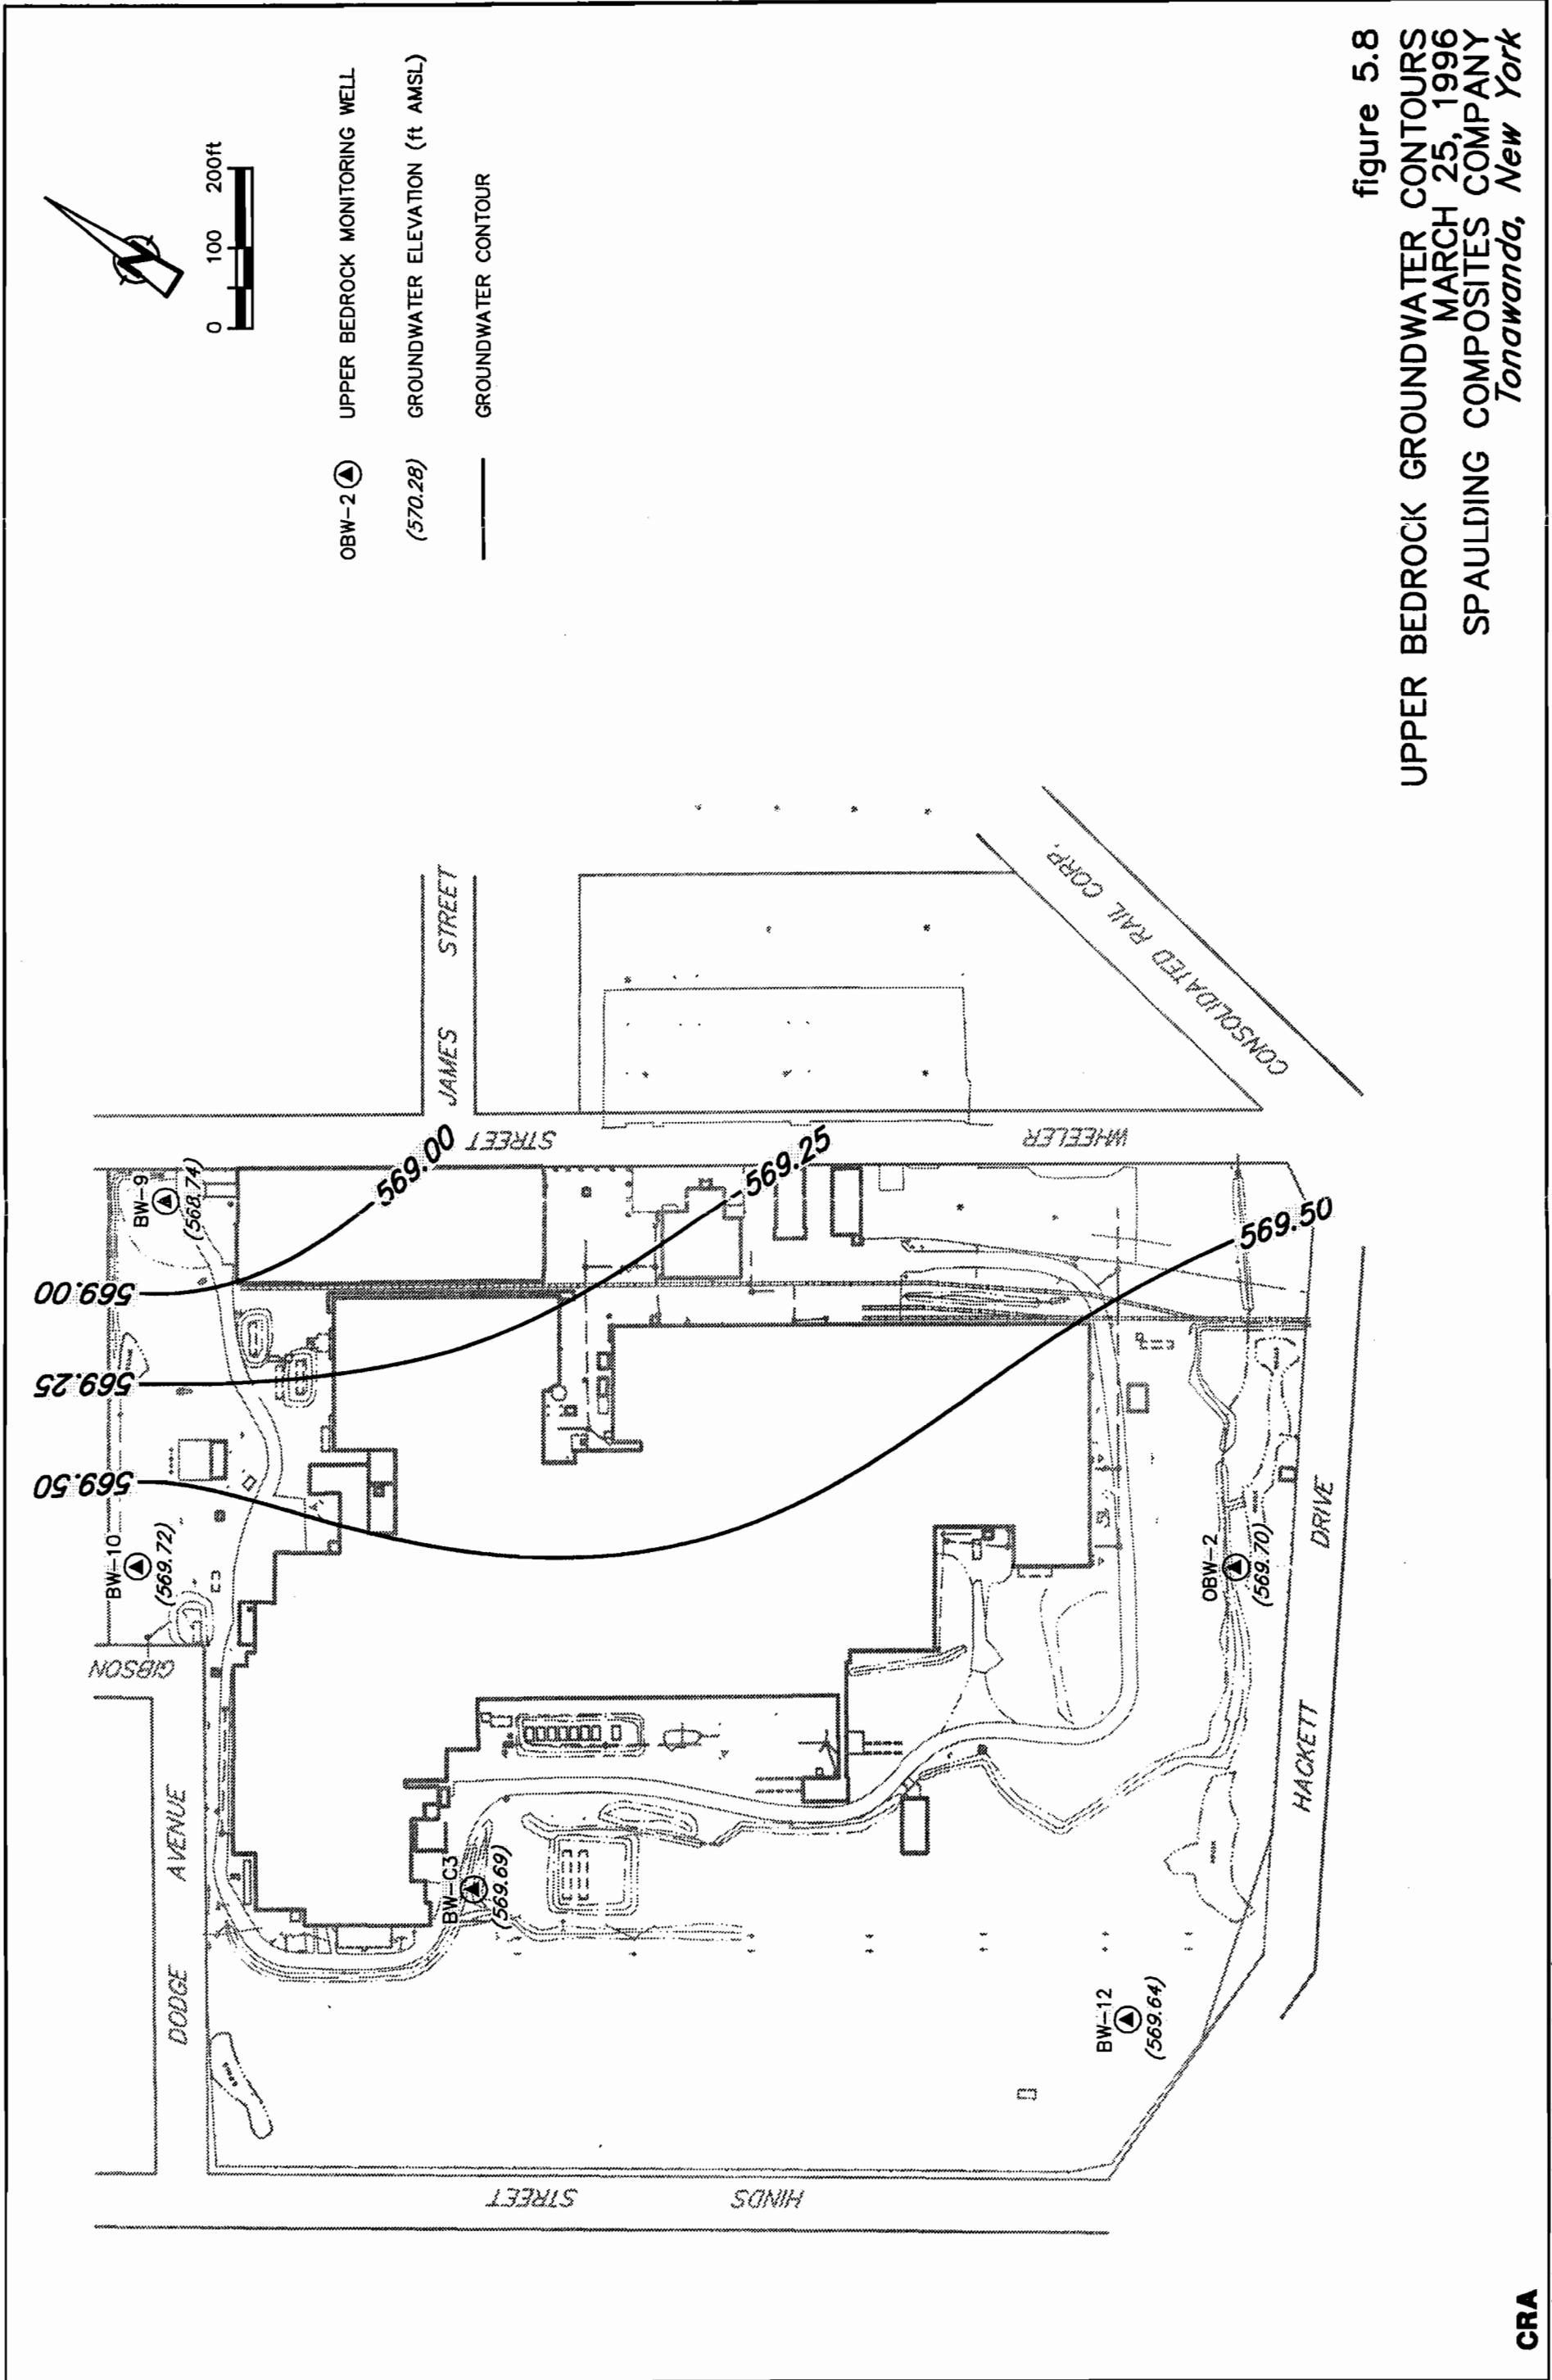 0 100 200ft
N
OBW-2 UPPER BEDROCK MONITORING WELL
(570.28) GROUNDWATER ELEVATION (ft AMSL)
GROUNDWATER CONTOUR
569.50
569.25
569.00
BW-10
(569.72)
BW-9
(568.74)
GIBSON
DODGE AVENUE
569.00
JAMES STREET
BW-C3
(569.69)
HINDS STREET
WHEELER STREET
569.25
CONSOLIDATED RAIL CORP.
BW-12
(569.64)
OBW-2
(569.70)
569.50
HACKETT DRIVE
figure 5.8
UPPER BEDROCK GROUNDWATER CONTOURS
MARCH 25, 1996
SPAULDING COMPOSITES COMPANY
Tonawanda, New York
CRA